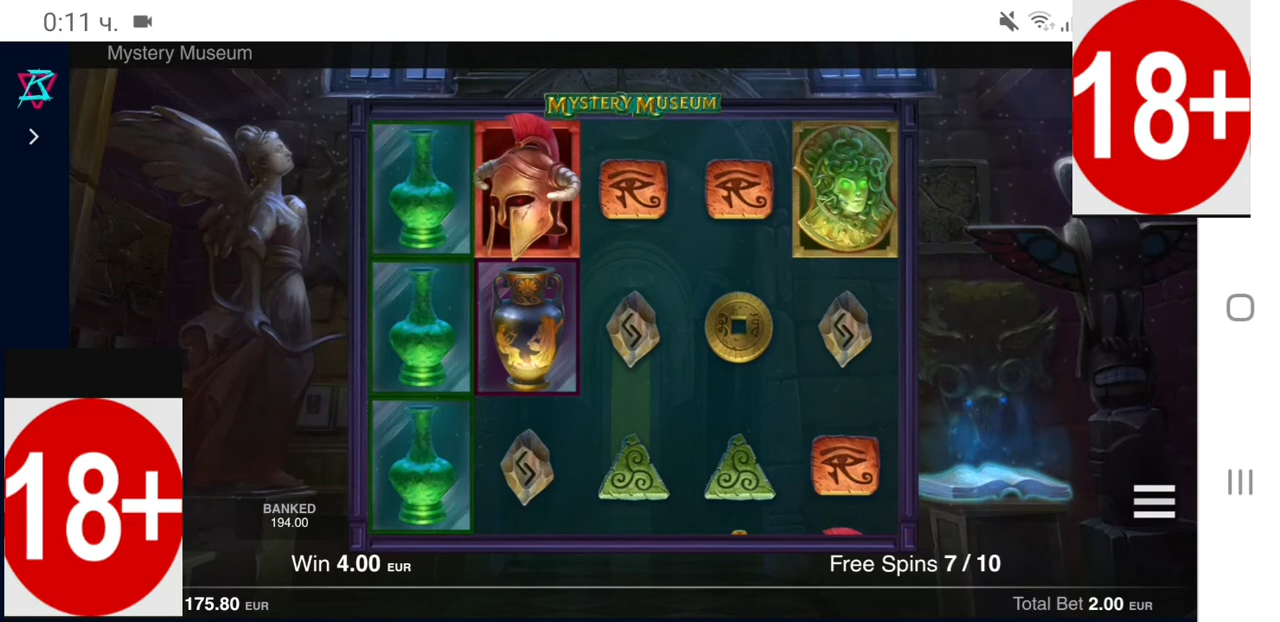 0:11 ч.
Mystery Museum
18+
MYSTERY MUSEUM
18+
BANKED
194.00
Win 4.00 EUR
Free Spins 7 / 10
175.80 EUR
Total Bet 2.00 EUR